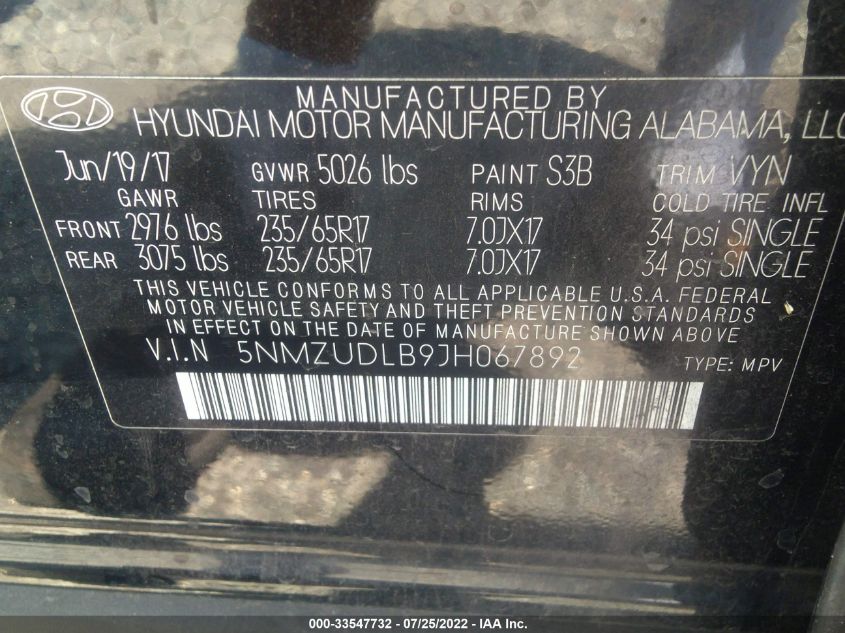 MANUFACTURED BY
HYUNDAI MOTOR MANUFACTURING ALABAMA, LLC
Jun/19/17 GVWR 5026 lbs PAINT S3B TRIM VYN
GAWR TIRES RIMS COLD TIRE INFL
FRONT 2976 lbs 235/65R17 7.0JX17 34 psi SINGLE
REAR 3075 lbs 235/65R17 7.0JX17 34 psi SINGLE
THIS VEHICLE CONFORMS TO ALL APPLICABLE U.S.A. FEDERAL
MOTOR VEHICLE SAFETY AND THEFT PREVENTION STANDARDS
IN EFFECT ON THE DATE OF MANUFACTURE SHOWN ABOVE
V.I.N 5NMZUDLB9JH067892 TYPE: MPV
000-33547732 - 07/25/2022 - IAA Inc.